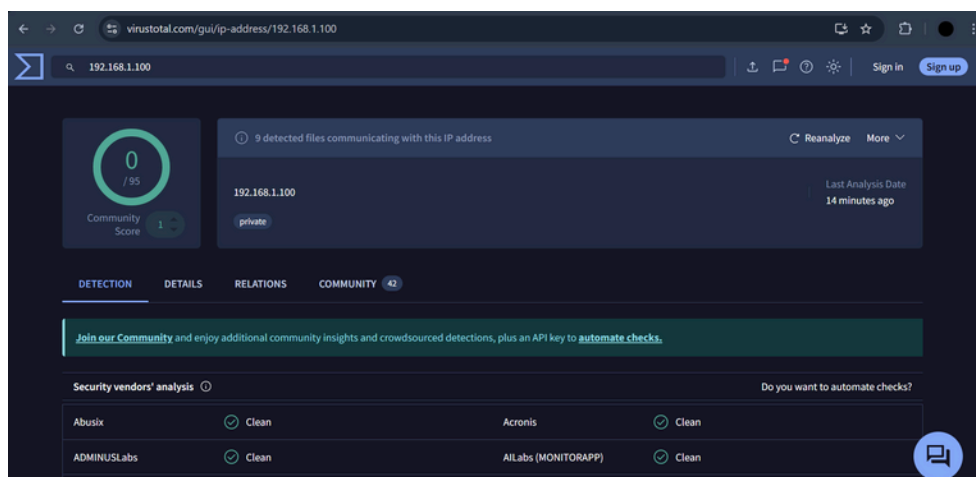 virustotal.com/gui/ip-address/192.168.1.100
192.168.1.100
Sign in
Sign up
9 detected files communicating with this IP address
Reanalyze
More
0
/ 95
Community
Score
1
192.168.1.100
private
Last Analysis Date
14 minutes ago
DETECTION
DETAILS
RELATIONS
COMMUNITY 42
Join our Community and enjoy additional community insights and crowdsourced detections, plus an API key to automate checks.
Security vendors' analysis
Do you want to automate checks?
Abusix Clean Acronis Clean
ADMINUSLabs Clean AILabs (MONITORAPP) Clean